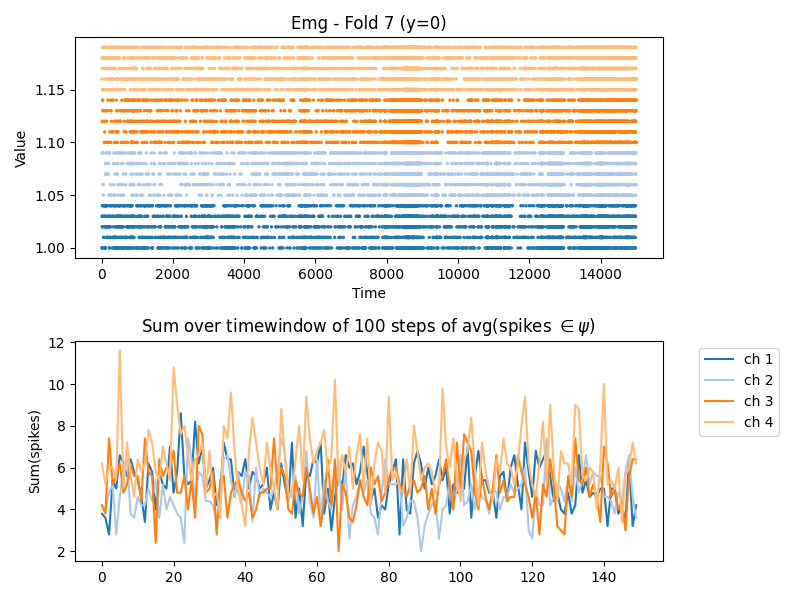 Emg - Fold 7 (y=0)
Value
1.15
1.10
1.05
1.00
0 2000 4000 6000 8000 10000 12000 14000
Time
Sum over timewindow of 100 steps of avg(spikes ∈ψ)
Sum(spikes)
12
10
8
6
4
2
0 20 40 60 80 100 120 140
ch 1
ch 2
ch 3
ch 4